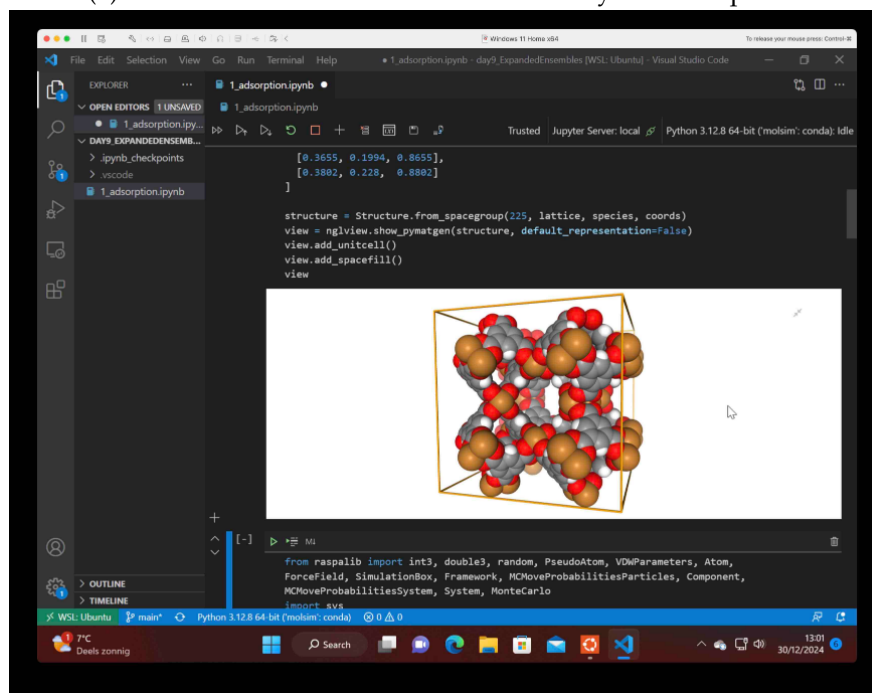 Windows 11 Home x64
To release your mouse press: Control-⌘
File Edit Selection View Go Run Terminal Help
● 1_adsorption.ipynb - day9_ExpandedEnsembles [WSL: Ubuntu] - Visual Studio Code
EXPLORER ···
1_adsorption.ipynb ●
OPEN EDITORS 1 UNSAVED
1_adsorption.ipynb
● 1_adsorption.ipy...
Trusted Jupyter Server: local Python 3.12.8 64-bit ('molsim': conda): Idle
DAY9_EXPANDEDENSEMB...
.ipynb_checkpoints
.vscode
1_adsorption.ipynb
[0.3655, 0.1994, 0.8655],
[0.3802, 0.228, 0.8802]
]
structure = Structure.from_spacegroup(225, lattice, species, coords)
view = nglview.show_pymatgen(structure, default_representation=False)
view.add_unitcell()
view.add_spacefill()
view
[-]
M↓
from raspalib import int3, double3, random, PseudoAtom, VDWParameters, Atom,
ForceField, SimulationBox, Framework, MCMoveProbabilitiesParticles, Component,
MCMoveProbabilitiesSystem, System, MonteCarlo
import sys
OUTLINE
TIMELINE
WSL: Ubuntu main* Python 3.12.8 64-bit ('molsim': conda) 0 0
1
7°C
Deels zonnig
Search
13:01
30/12/2024
6